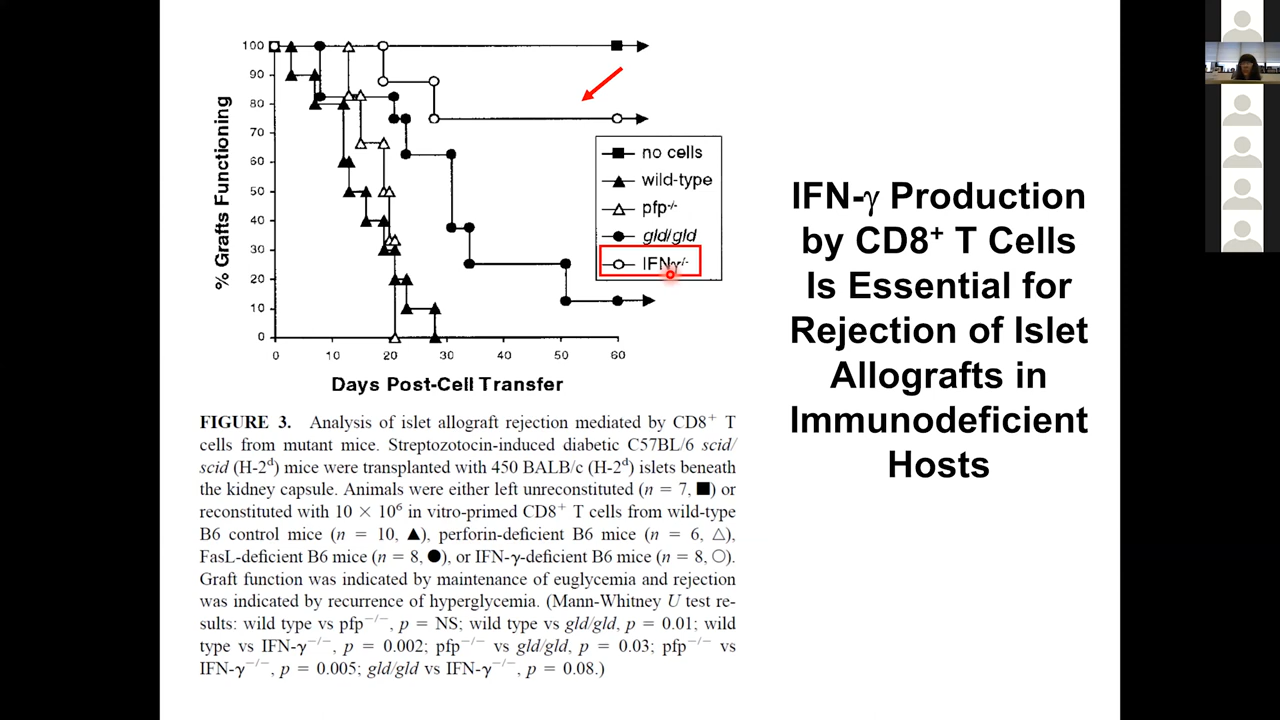 100
90
80
70
60
50
40
30
20
10
0
% Grafts Functioning
0 10 20 30 40 50 60
Days Post-Cell Transfer
no cells
wild-type
pfp-/-
gld/gld
IFNγ/-
FIGURE 3. Analysis of islet allograft rejection mediated by CD8+ T
cells from mutant mice. Streptozotocin-induced diabetic C57BL/6 scid/
scid (H-2d) mice were transplanted with 450 BALB/c (H-2d) islets beneath
the kidney capsule. Animals were either left unreconstituted (n = 7, ■) or
reconstituted with 10 × 10⁶ in vitro-primed CD8+ T cells from wild-type
B6 control mice (n = 10, ▲), perforin-deficient B6 mice (n = 6, △),
FasL-deficient B6 mice (n = 8, ●), or IFN-γ-deficient B6 mice (n = 8, ○).
Graft function was indicated by maintenance of euglycemia and rejection
was indicated by recurrence of hyperglycemia. (Mann-Whitney U test re-
sults: wild type vs pfp−/−, p = NS; wild type vs gld/gld, p = 0.01; wild
type vs IFN-γ−/−, p = 0.002; pfp−/− vs gld/gld, p = 0.03; pfp−/− vs
IFN-γ−/−, p = 0.005; gld/gld vs IFN-γ−/−, p = 0.08.)
IFN-γ Production
by CD8+ T Cells
Is Essential for
Rejection of Islet
Allografts in
Immunodeficient
Hosts